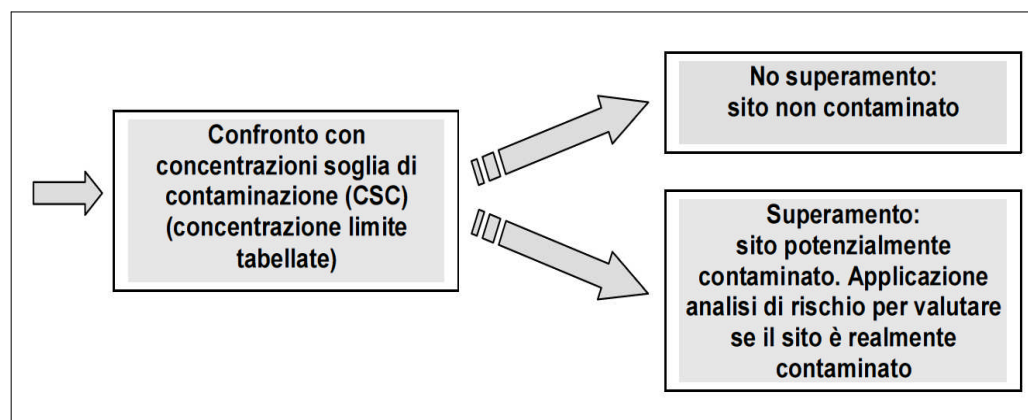 Confronto con
concentrazioni soglia di
contaminazione (CSC)
(concentrazione limite
tabellate)
No superamento:
sito non contaminato
Superamento:
sito potenzialmente
contaminato. Applicazione
analisi di rischio per valutare
se il sito è realmente
contaminato